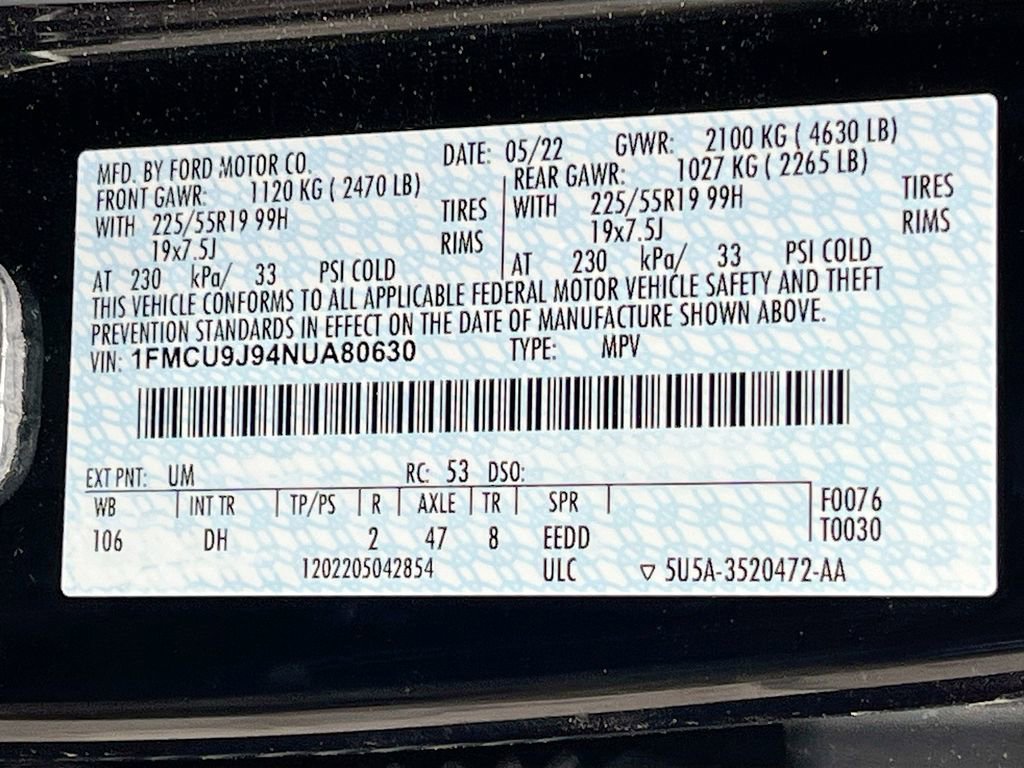 MFD. BY FORD MOTOR CO. DATE: 05/22 GVWR: 2100 KG ( 4630 LB)
FRONT GAWR: 1120 KG ( 2470 LB) REAR GAWR: 1027 KG ( 2265 LB)
WITH 225/55R19 99H TIRES WITH 225/55R19 99H TIRES
19x7.5J RIMS 19x7.5J RIMS
AT 230 kPa/ 33 PSI COLD AT 230 kPa/ 33 PSI COLD
THIS VEHICLE CONFORMS TO ALL APPLICABLE FEDERAL MOTOR VEHICLE SAFETY AND THEFT
PREVENTION STANDARDS IN EFFECT ON THE DATE OF MANUFACTURE SHOWN ABOVE.
VIN: 1FMCU9J94NUA80630 TYPE: MPV
EXT PNT: UM RC: 53 DSO:
WB INT TR TP/PS R AXLE TR SPR F0076
106 DH 2 47 8 EEDD T0030
1202205042854 ULC ▽ 5U5A-3520472-AA